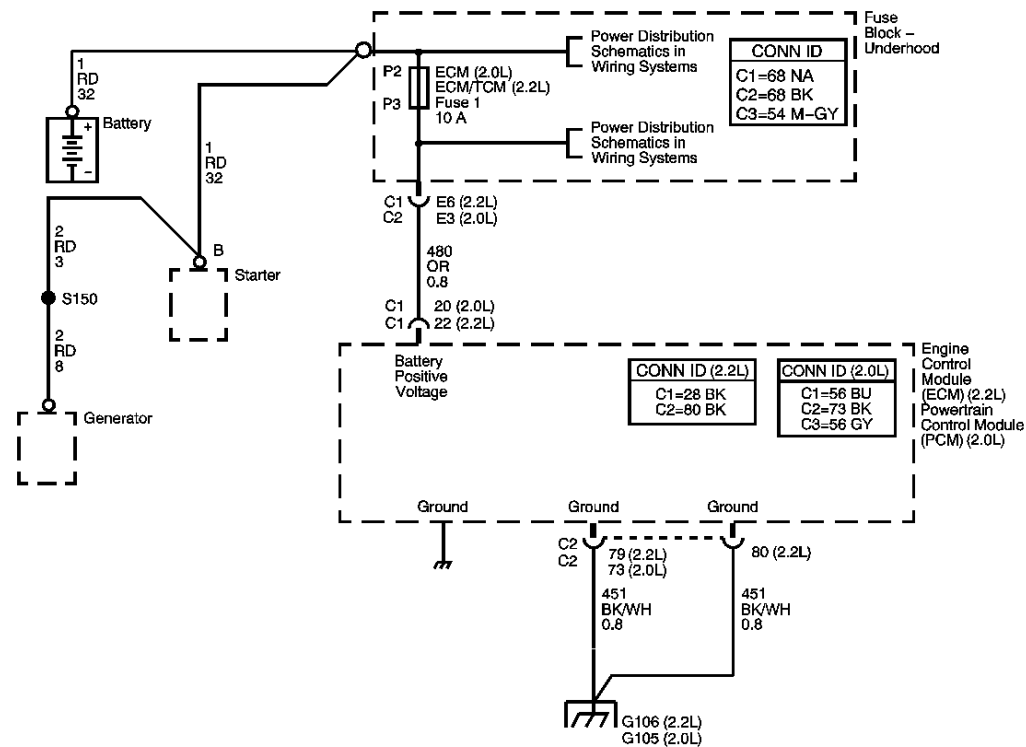 Fuse
Block –
Underhood
Power Distribution
Schematics in
Wiring Systems
CONN ID
C1=68 NA
C2=68 BK
C3=54 M-GY
P2
P3
ECM (2.0L)
ECM/TCM (2.2L)
Fuse 1
10 A
Power Distribution
Schematics in
Wiring Systems
1
RD
32
Battery
+
–
1
RD
32
C1 E6 (2.2L)
C2 E3 (2.0L)
2
RD
3
B
Starter
480
OR
0.8
S150
C1 20 (2.0L)
C1 22 (2.2L)
2
RD
8
Generator
Battery
Positive
Voltage
CONN ID (2.2L)
C1=28 BK
C2=80 BK
CONN ID (2.0L)
C1=56 BU
C2=73 BK
C3=56 GY
Engine
Control
Module
(ECM) (2.2L)
Powertrain
Control Module
(PCM) (2.0L)
Ground
Ground
Ground
C2 79 (2.2L)
C2 73 (2.0L)
80 (2.2L)
451
BK/WH
0.8
451
BK/WH
0.8
G106 (2.2L)
G105 (2.0L)